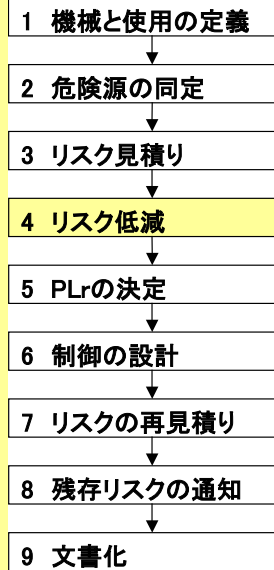 1 機械と使用の定義
2 危険源の同定
3 リスク見積り
4 リスク低減
5 PLrの決定
6 制御の設計
7 リスクの再見積り
8 残存リスクの通知
9 文書化